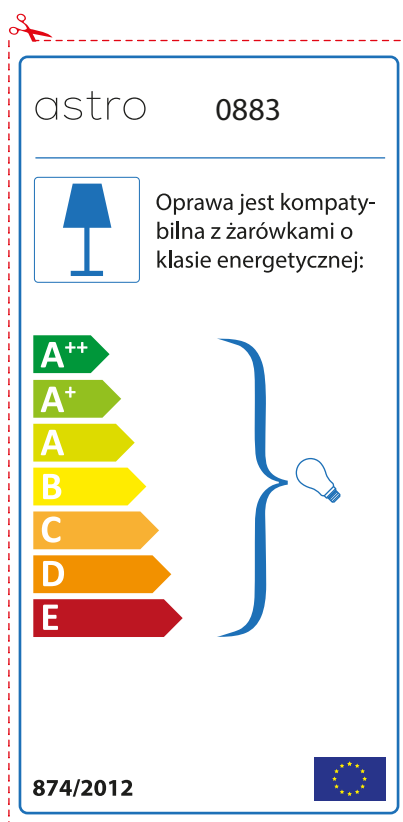 astro 0883
Oprawa jest kompaty-
bilna z żarówkami o
klasie energetycznej:
A++
A+
A
B
C
D
E
874/2012